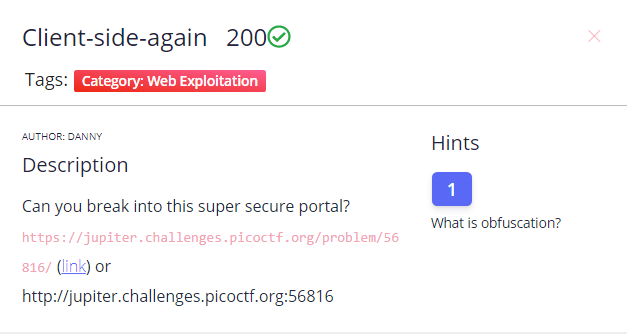 Client-side-again 200
Tags: Category: Web Exploitation
AUTHOR: DANNY
Description
Can you break into this super secure portal?
https://jupiter.challenges.picoctf.org/problem/56
816/ (link) or
http://jupiter.challenges.picoctf.org:56816
Hints
1
What is obfuscation?